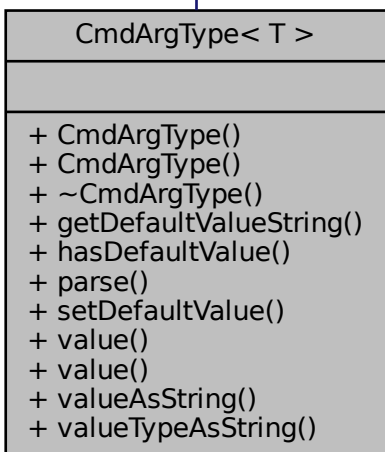 CmdArgType< T >
+ CmdArgType()
+ CmdArgType()
+ ~CmdArgType()
+ getDefaultValueString()
+ hasDefaultValue()
+ parse()
+ setDefaultValue()
+ value()
+ value()
+ valueAsString()
+ valueTypeAsString()